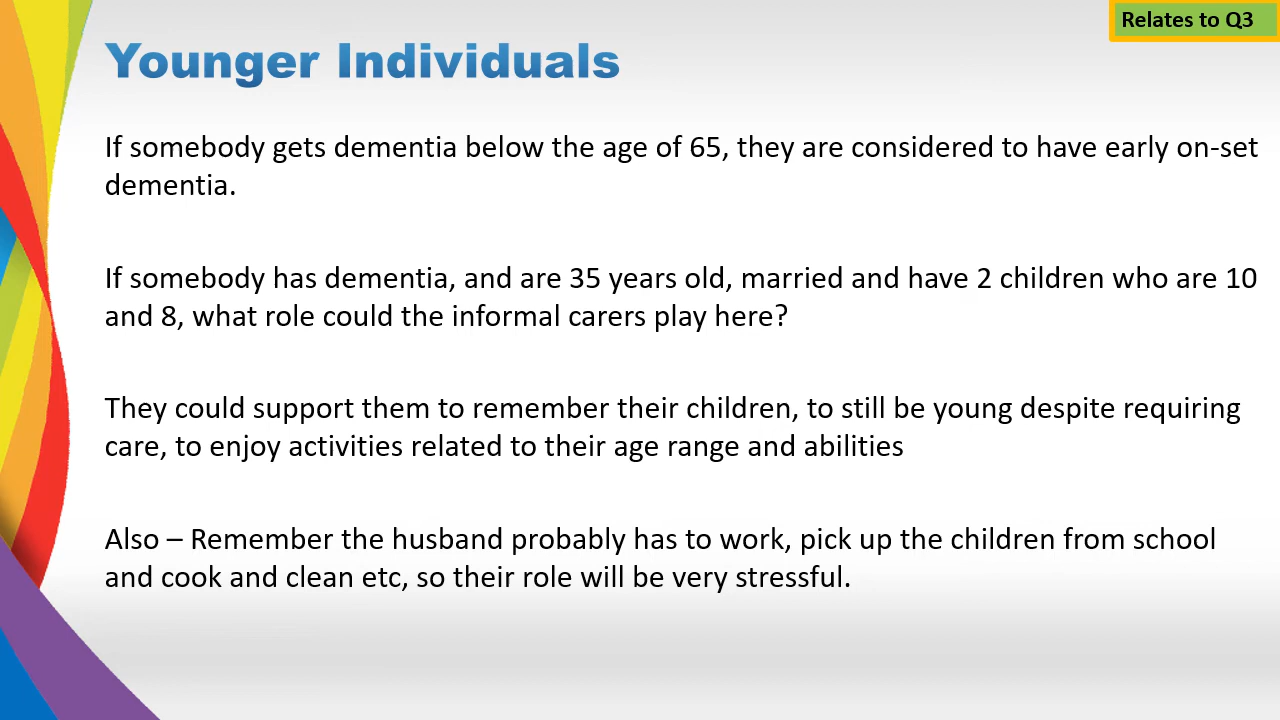 Relates to Q3
Younger Individuals
If somebody gets dementia below the age of 65, they are considered to have early on-set
dementia.
If somebody has dementia, and are 35 years old, married and have 2 children who are 10
and 8, what role could the informal carers play here?
They could support them to remember their children, to still be young despite requiring
care, to enjoy activities related to their age range and abilities
Also – Remember the husband probably has to work, pick up the children from school
and cook and clean etc, so their role will be very stressful.